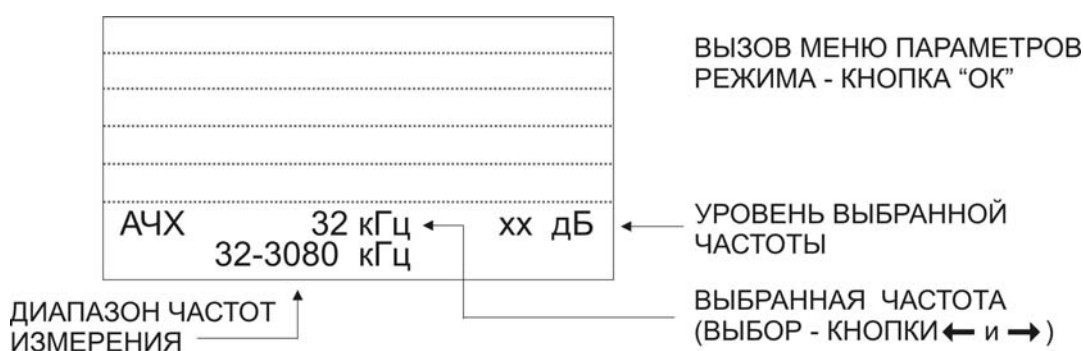 ВЫЗОВ МЕНЮ ПАРАМЕТРОВ
РЕЖИМА - КНОПКА “ОК”
АЧХ 32 кГц хх дБ
32-3080 кГц
УРОВЕНЬ ВЫБРАННОЙ
ЧАСТОТЫ
ДИАПАЗОН ЧАСТОТ
ИЗМЕРЕНИЯ
ВЫБРАННАЯ ЧАСТОТА
(ВЫБОР - КНОПКИ ← и →)